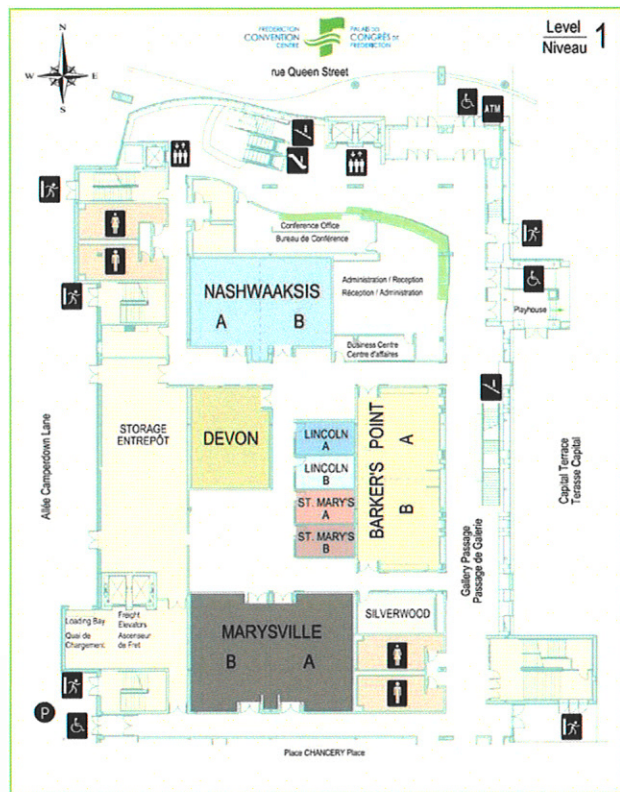 FREDERICTON
CONVENTION
CENTRE
PALAIS DES
CONGRÈS DE
FREDERICTON
Level
Niveau 1
N
W E
S
rue Queen Street
ATM
Conference Office
Bureau de Conférence
NASHWAAKSIS
A B
Administration / Reception
Réception / Administration
Playhouse
Business Centre
Centre d'affaires
Allée Camperdown Lane
STORAGE
ENTREPÔT
DEVON
LINCOLN
A
LINCOLN
B
ST. MARY'S
A
ST. MARY'S
B
BARKER'S POINT
A
B
Gallery Passage
Passage de Galerie
Capital Terrace
Terasse Capital
Loading Bay
Quai de
Chargement
Freight
Elevators
Ascenseur
de Fret
MARYSVILLE
B A
SILVERWOOD
P
Place CHANCERY Place